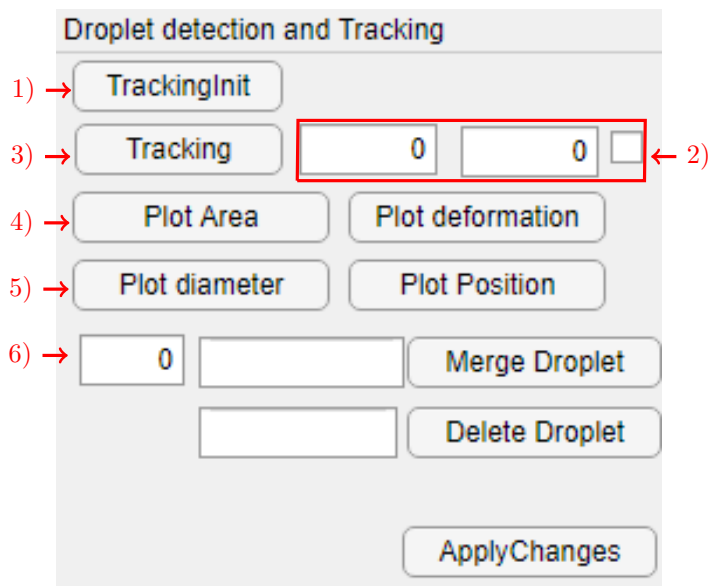 Droplet detection and Tracking
1) TrackingInit
3) Tracking 0 0 2)
4) Plot Area Plot deformation
5) Plot diameter Plot Position
6) 0 Merge Droplet
Delete Droplet
ApplyChanges